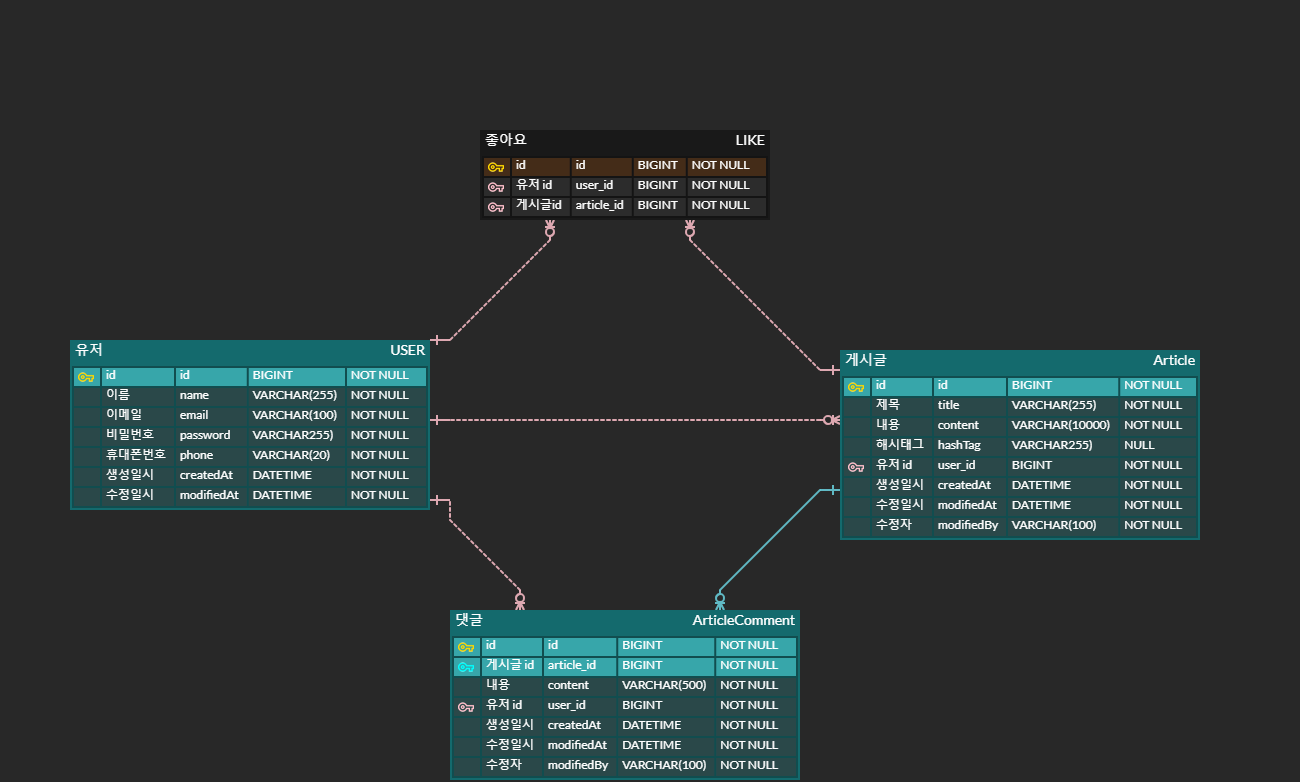 좋아요 LIKE
id id BIGINT NOT NULL
유저 id user_id BIGINT NOT NULL
게시글id article_id BIGINT NOT NULL
유저 USER
id id BIGINT NOT NULL
이름 name VARCHAR(255) NOT NULL
이메일 email VARCHAR(100) NOT NULL
비밀번호 password VARCHAR255) NOT NULL
휴대폰번호 phone VARCHAR(20) NOT NULL
생성일시 createdAt DATETIME NOT NULL
수정일시 modifiedAt DATETIME NOT NULL
게시글 Article
id id BIGINT NOT NULL
제목 title VARCHAR(255) NOT NULL
내용 content VARCHAR(10000) NOT NULL
해시태그 hashTag VARCHAR255) NULL
유저 id user_id BIGINT NOT NULL
생성일시 createdAt DATETIME NOT NULL
수정일시 modifiedAt DATETIME NOT NULL
수정자 modifiedBy VARCHAR(100) NOT NULL
댓글 ArticleComment
id id BIGINT NOT NULL
게시글 id article_id BIGINT NOT NULL
내용 content VARCHAR(500) NOT NULL
유저 id user_id BIGINT NOT NULL
생성일시 createdAt DATETIME NOT NULL
수정일시 modifiedAt DATETIME NOT NULL
수정자 modifiedBy VARCHAR(100) NOT NULL